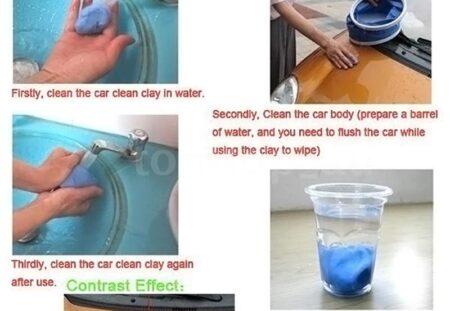 Firstly, clean the car clean clay in water.
Secondly, Clean the car body (prepare a barrel
of water, and you need to flush the car while
using the clay to wipe)
Thirdly, clean the car clean clay again
after use.
Contrast Effect: